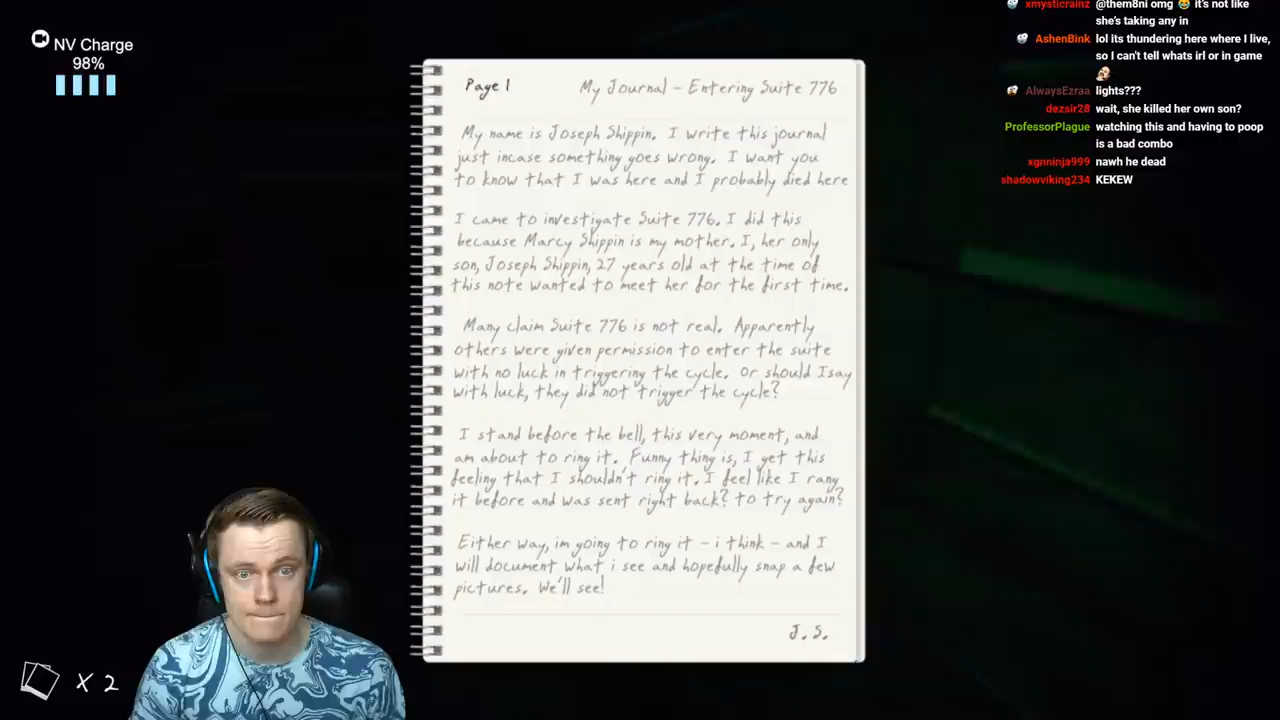 NV Charge
98%
X 2
Page 1
My Journal - Entering Suite 776
My name is Joseph Shippin. I write this journal
just incase something goes wrong. I want you
to know that I was here and I probably died here
I came to investigate Suite 776. I did this
because Marcy Shippin is my mother. I, her only
son, Joseph Shippin, 27 years old at the time of
this note wanted to meet her for the first time.
Many claim Suite 776 is not real. Apparently
others were given permission to enter the suite
with no luck in triggering the cycle. Or should I say
with luck, they did not trigger the cycle?
I stand before the bell, this very moment, and
am about to ring it. Funny thing is, I get this
feeling that I shouldn't ring it. I feel like I rang
it before and was sent right back? to try again?
Either way, im going to ring it - i think - and I
will document what i see and hopefully snap a few
pictures. We'll see!
J.S.
xmysticrainz @them8ni omg 😂 it's not like
she's taking any in
AshenBink lol its thundering here where I live,
so I can't tell whats irl or in game
AlwaysEzraa lights???
dezsir28 wait, she killed her own son?
ProfessorPlague watching this and having to poop
is a bad combo
xgnninja999 nawh he dead
shadowviking234 KEKEW